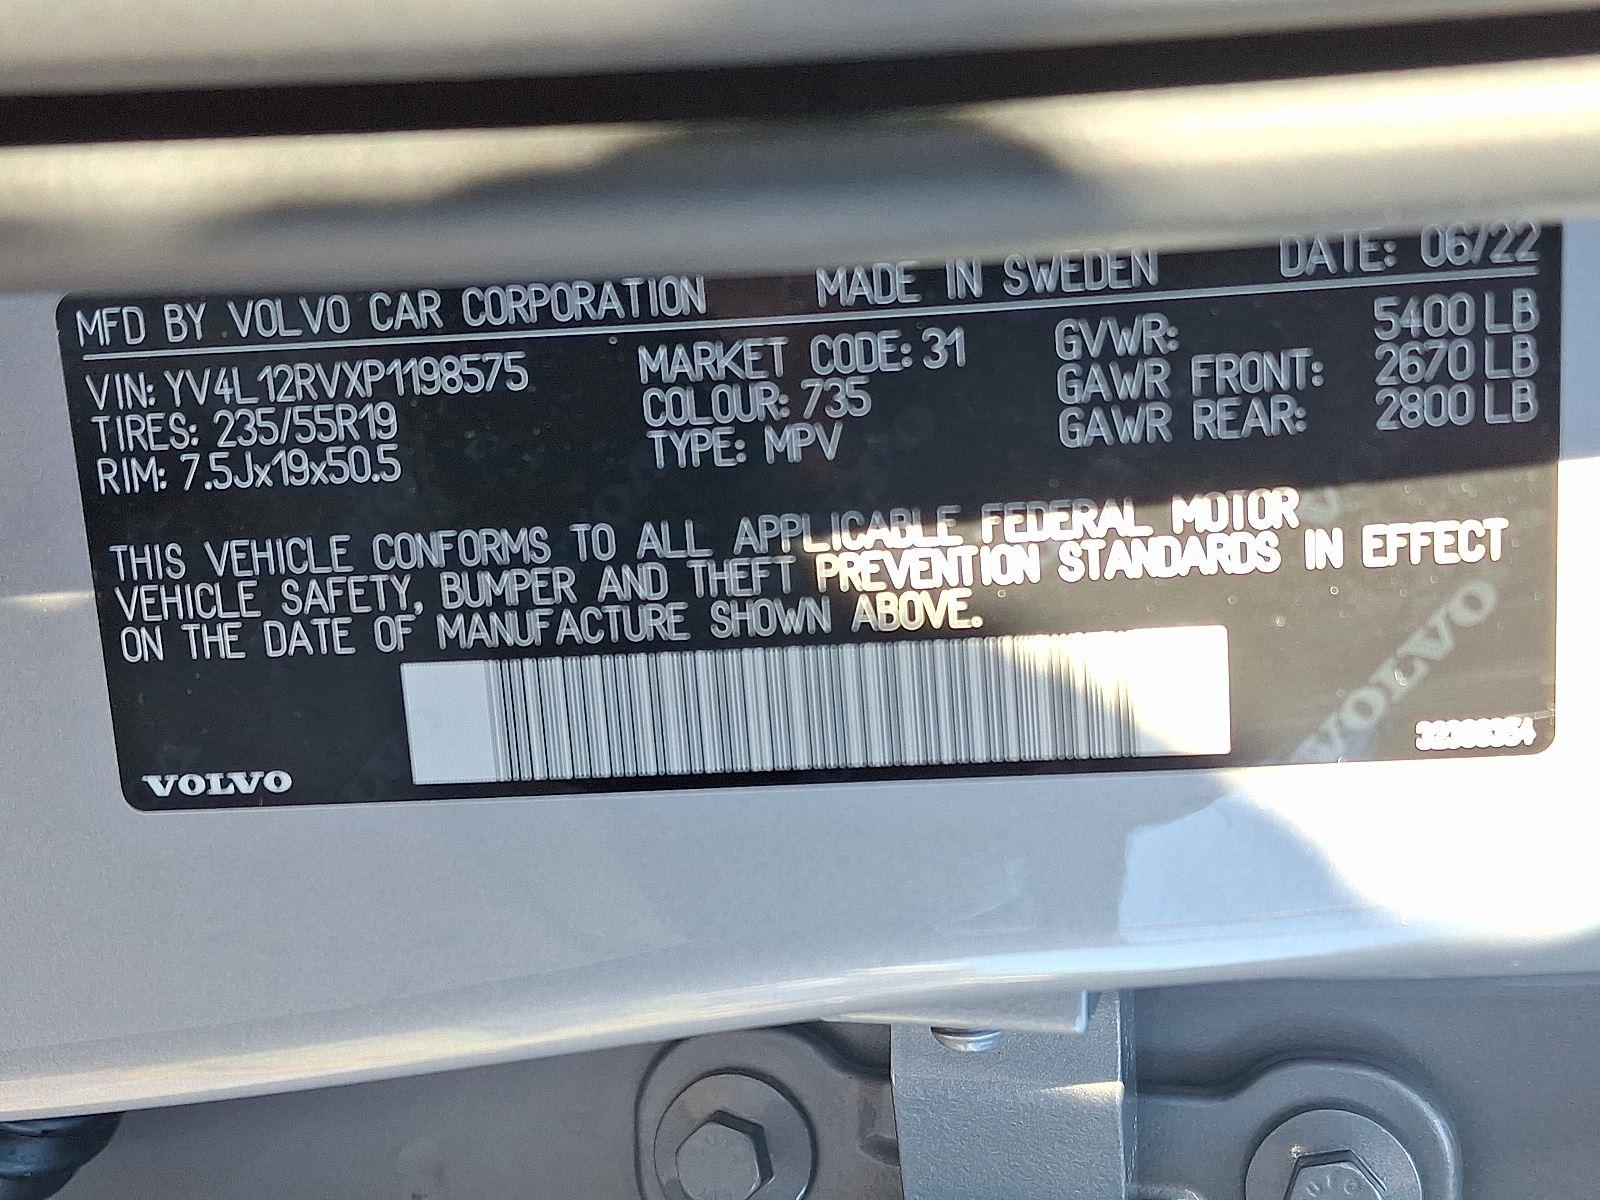 MFD BY VOLVO CAR CORPORATION MADE IN SWEDEN DATE: 06/22
VIN: YV4L12RVXP1198575 MARKET CODE: 31 GVWR: 5400 LB
TIRES: 235/55R19 COLOUR: 735 GAWR FRONT: 2670 LB
RIM: 7.5Jx19x50.5 TYPE: MPV GAWR REAR: 2800 LB
THIS VEHICLE CONFORMS TO ALL APPLICABLE FEDERAL MOTOR
VEHICLE SAFETY, BUMPER AND THEFT PREVENTION STANDARDS IN EFFECT
ON THE DATE OF MANUFACTURE SHOWN ABOVE.
VOLVO
VOLVO